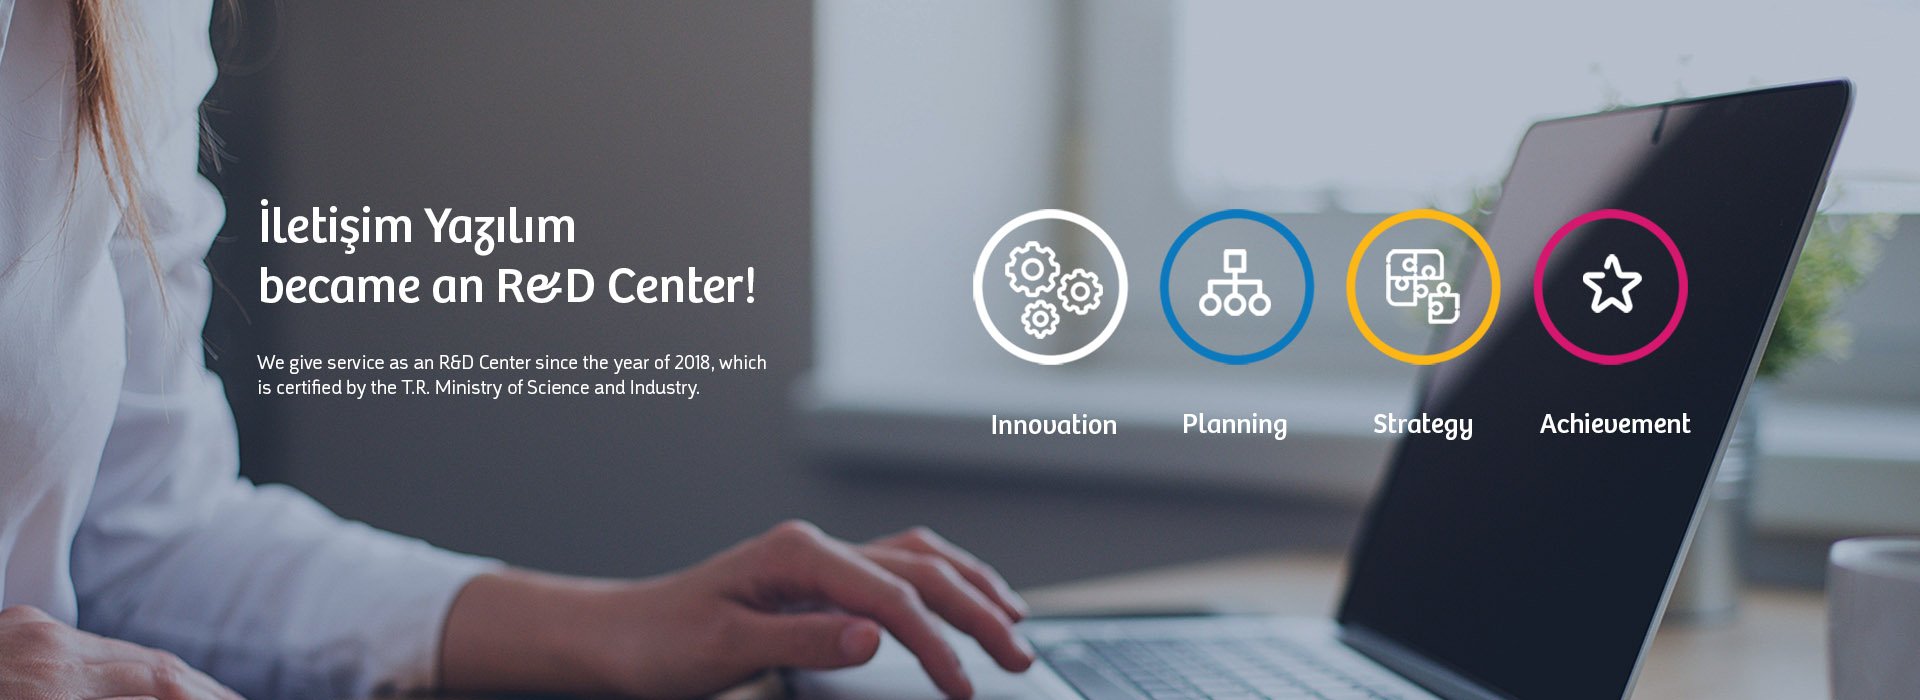 İletişim Yazılım
became an R&D Center!
We give service as an R&D Center since the year of 2018, which
is certified by the T.R. Ministry of Science and Industry.
Innovation
Planning
Strategy
Achievement